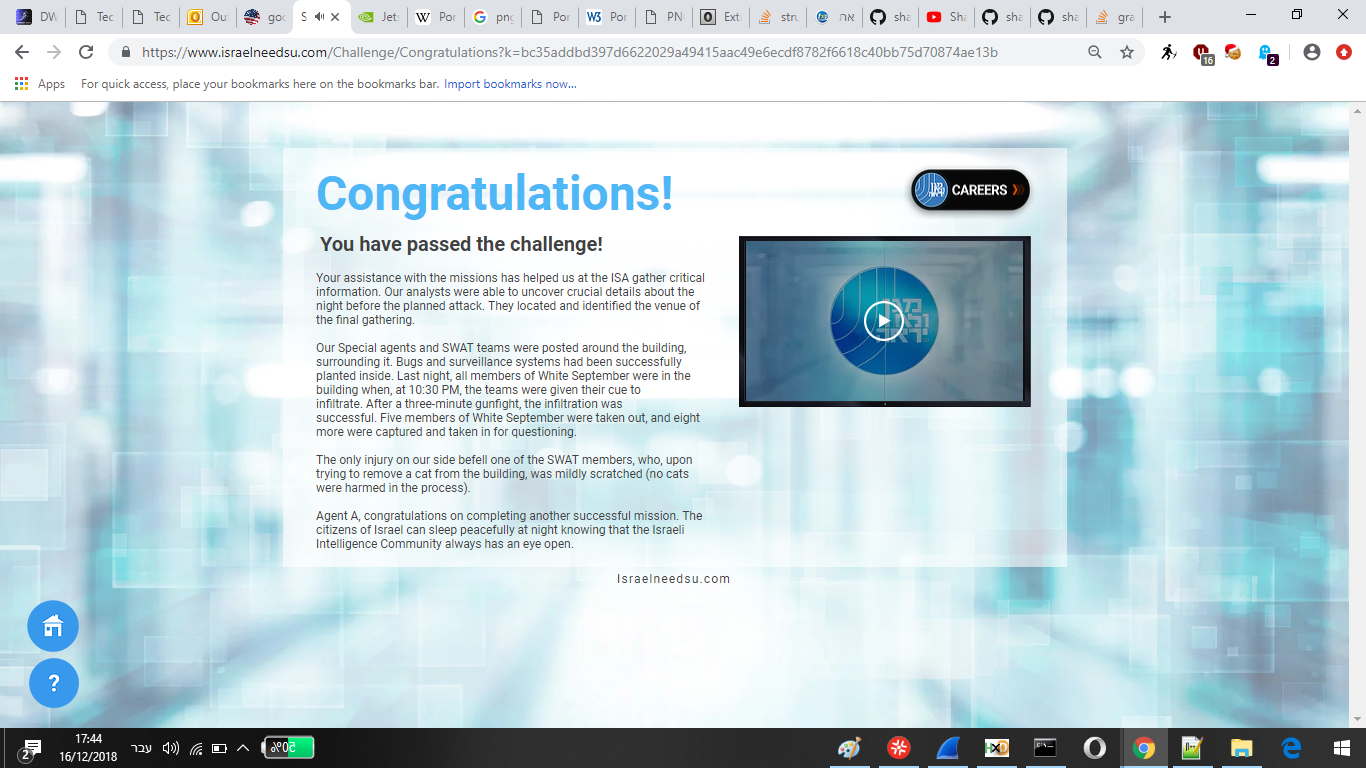 DW
Tec
Tec
Out
goo
S
Jets
Por
png
Por
Por
PN
Ext
stru
את
sha
Sha
sha
sha
gra
https://www.israelneedsu.com/Challenge/Congratulations?k=bc35addbd397d6622029a49415aac49e6ecdf8782f6618c40bb75d70874ae13b
16
2
Apps
For quick access, place your bookmarks here on the bookmarks bar. Import bookmarks now...
Congratulations!
CAREERS
You have passed the challenge!
Your assistance with the missions has helped us at the ISA gather critical
information. Our analysts were able to uncover crucial details about the
night before the planned attack. They located and identified the venue of
the final gathering.
Our Special agents and SWAT teams were posted around the building,
surrounding it. Bugs and surveillance systems had been successfully
planted inside. Last night, all members of White September were in the
building when, at 10:30 PM, the teams were given their cue to
infiltrate. After a three-minute gunfight, the infiltration was
successful. Five members of White September were taken out, and eight
more were captured and taken in for questioning.
The only injury on our side befell one of the SWAT members, who, upon
trying to remove a cat from the building, was mildly scratched (no cats
were harmed in the process).
Agent A, congratulations on completing another successful mission. The
citizens of Israel can sleep peacefully at night knowing that the Israeli
Intelligence Community always has an eye open.
Israelneedsu.com
?
2
17:44
16/12/2018
עבר